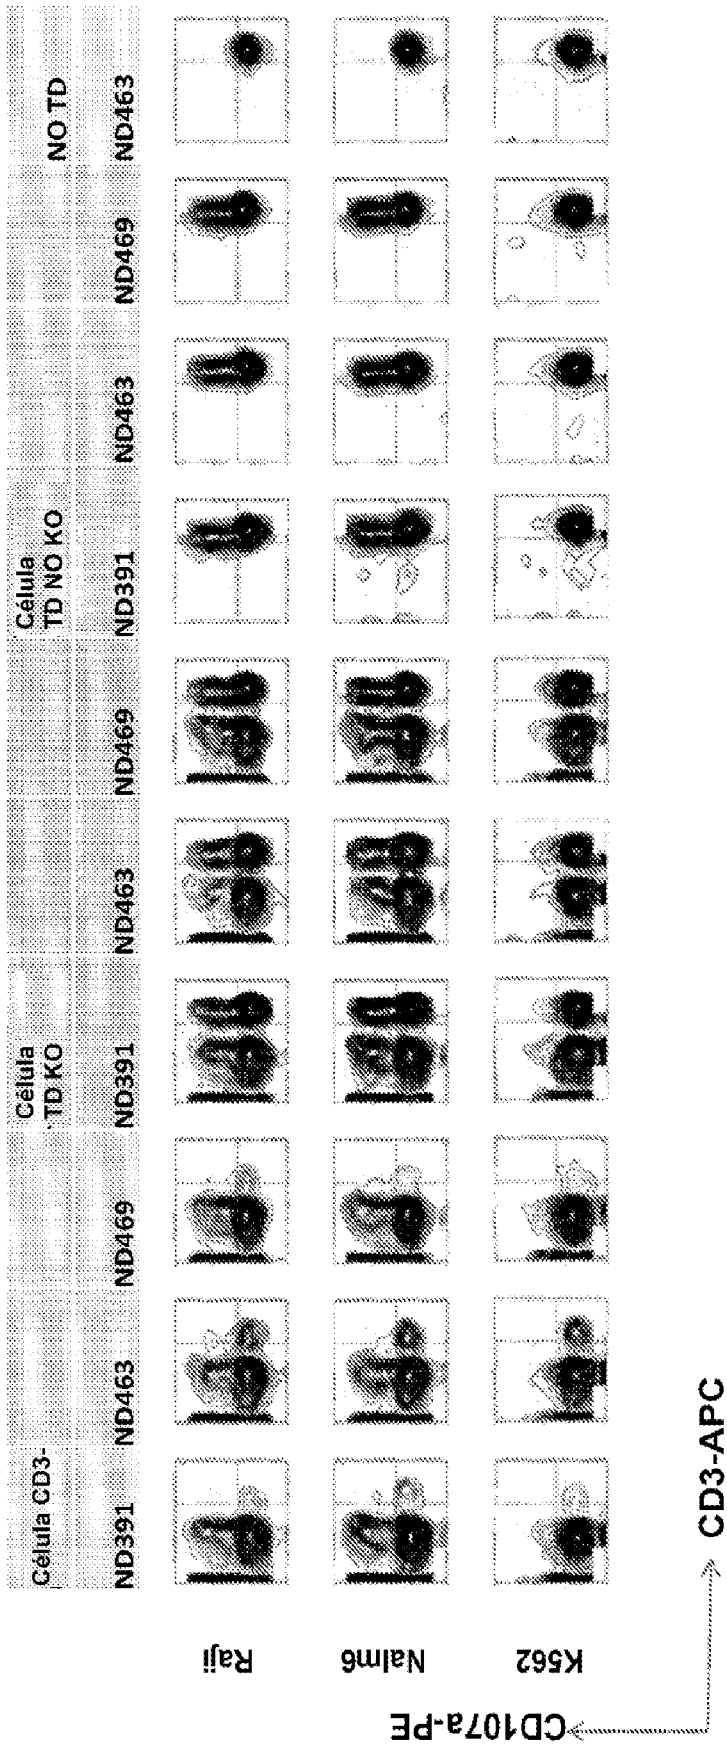 Célula CD3-
Célula
TD KO
Célula
TD NO KO
NO TD
ND391 ND463 ND469 ND391 ND463 ND469 ND391 ND463 ND469 ND463
Raji
Nalm6
K562
CD107a-PE
CD3-APC